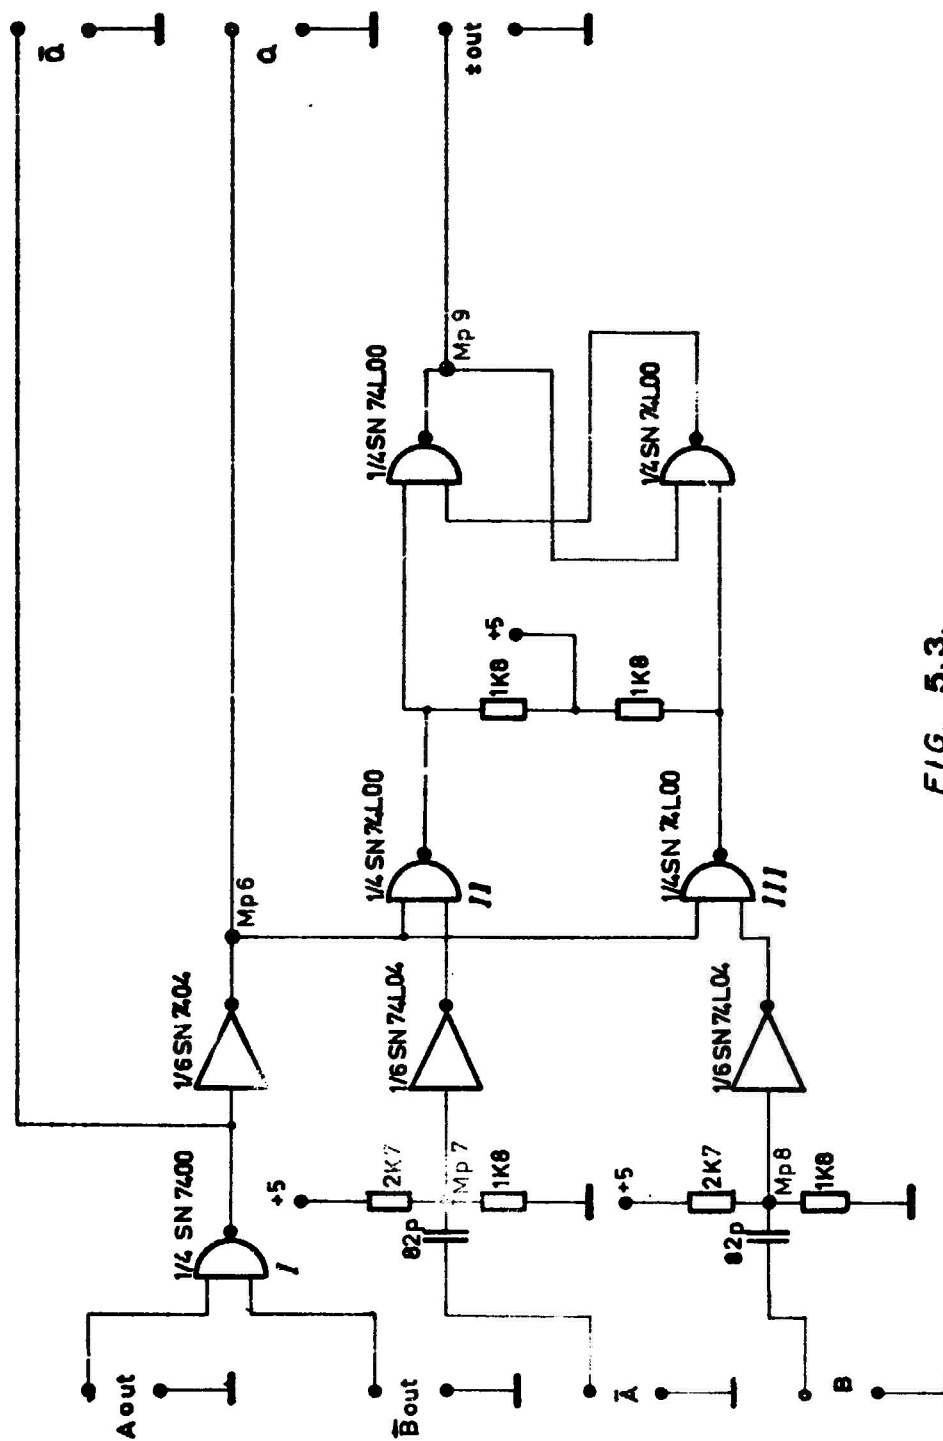 Aout
B̅out
A̅
B
1/4 SN 7400
I
1/6 SN 7404
Mp 6
a̅
a
± out
+5
2K7
82p
Mp 7
1K8
1/6 SN 74L04
1/4 SN 74L00
II
+5
2K7
82p
Mp 8
1K8
1/6 SN 74L04
1/4 SN 74L00
III
+5
1K8
1K8
1/4 SN 74L00
Mp 9
1/4 SN 74L00
FIG. 5.3.